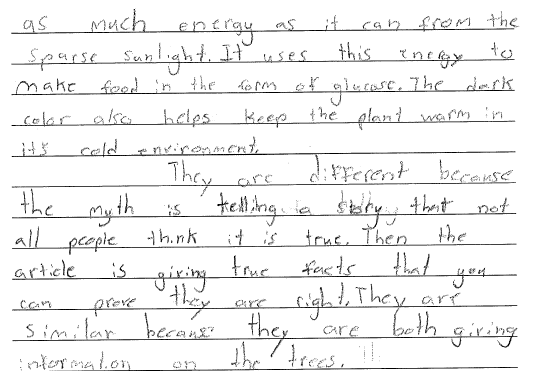 as much energy as it can from the
sparse sunlight. It uses this energy to
make food in the form of glucose. The dark
color also helps keep the plant warm in
its cold environment.
They are different because
the myth is telling a story that not
all people think it is true. Then the
article is giving true facts that you
can prove they are right. They are
similar because they are both giving
information on the trees.